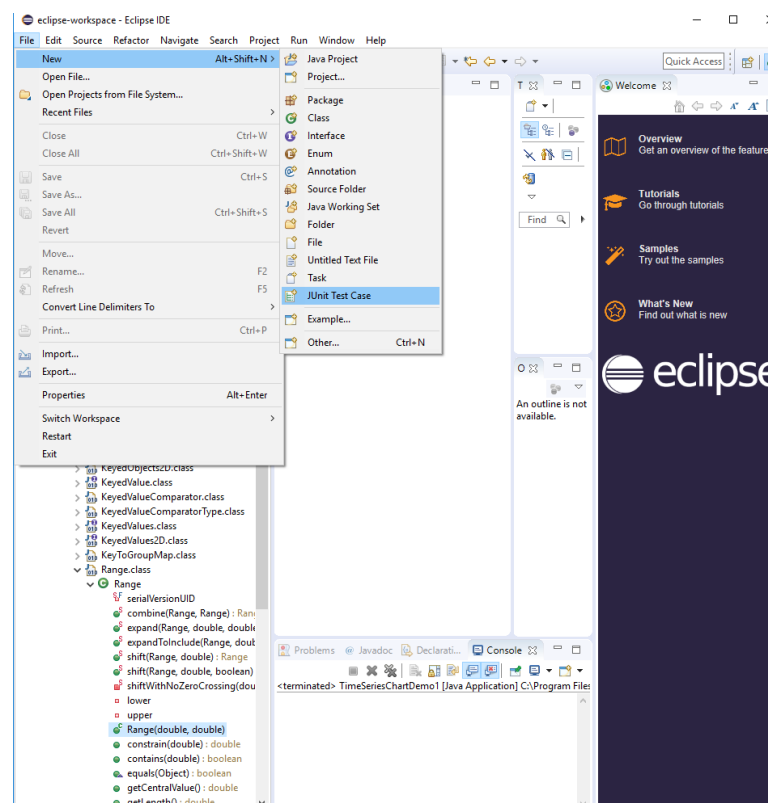 eclipse-workspace - Eclipse IDE
File Edit Source Refactor Navigate Search Project Run Window Help
New Alt+Shift+N >
Open File...
Open Projects from File System...
Recent Files >
Close Ctrl+W
Close All Ctrl+Shift+W
Save Ctrl+S
Save As...
Save All Ctrl+Shift+S
Revert
Move...
Rename... F2
Refresh F5
Convert Line Delimiters To >
Print... Ctrl+P
Import...
Export...
Properties Alt+Enter
Switch Workspace >
Restart
Exit
Java Project
Project...
Package
Class
Interface
Enum
Annotation
Source Folder
Java Working Set
Folder
File
Untitled Text File
Task
JUnit Test Case
Example...
Other... Ctrl+N
Quick Access
T
Find
O
An outline is not
available.
Welcome
Overview
Get an overview of the feature
Tutorials
Go through tutorials
Samples
Try out the samples
What's New
Find out what is new
eclipse
KeyedObjects2D.class
KeyedValue.class
KeyedValueComparator.class
KeyedValueComparatorType.class
KeyedValues.class
KeyedValues2D.class
KeyToGroupMap.class
Range.class
Range
serialVersionUID
combine(Range, Range) : Rang
expand(Range, double, double
expandToInclude(Range, doub
shift(Range, double) : Range
shift(Range, double, boolean)
shiftWithNoZeroCrossing(dou
lower
upper
Range(double, double)
constrain(double) : double
contains(double) : boolean
equals(Object) : boolean
getCentralValue() : double
getLength() : double
Problems Javadoc Declarati... Console
<terminated> TimeSeriesChartDemo1 [Java Application] C:\Program Files